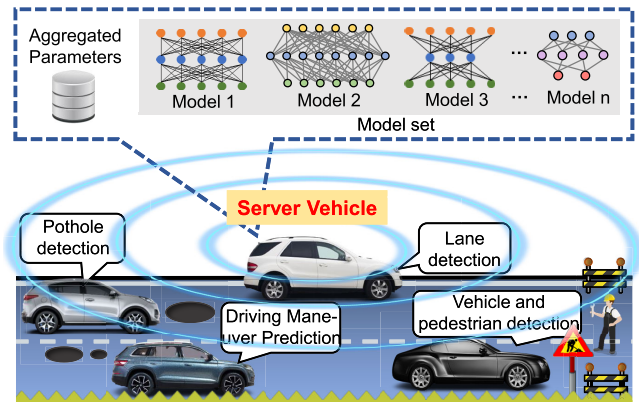 Aggregated
Parameters
Model 1
Model 2
Model 3
...
...
Model n
Model set
Server Vehicle
Pothole
detection
Lane
detection
Driving Mane-
uver Prediction
Vehicle and
pedestrian detection